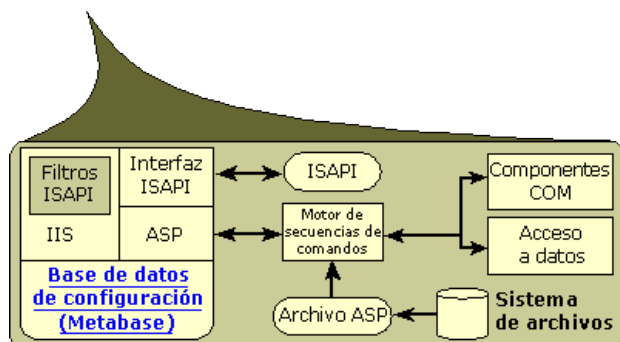 Filtros
ISAPI
IIS
Interfaz
ISAPI
ASP
Base de datos
de configuración
(Metabase)
ISAPI
Motor de
secuencias de
comandos
Archivo ASP
Componentes
COM
Acceso
a datos
Sistema
de archivos